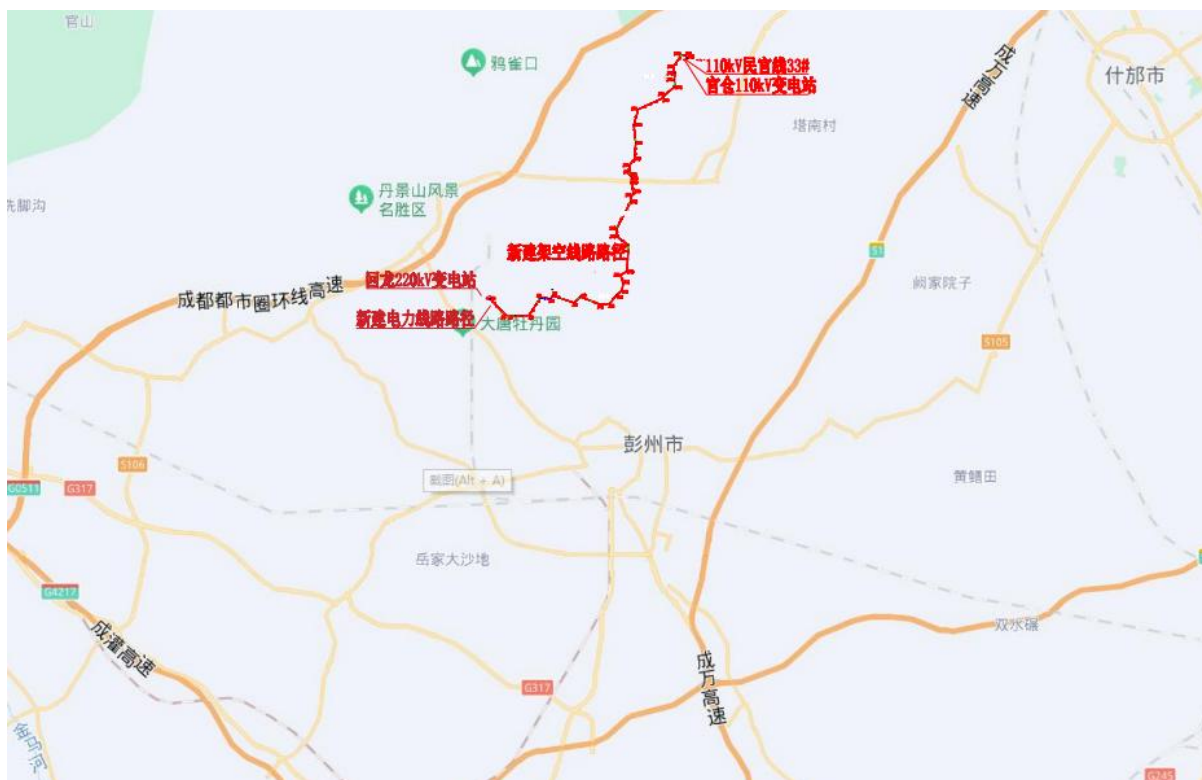 官山
鸦雀口
110kV民官线33#
官仓110kV变电站
成万高速
什邡市
塔南村
丹景山风景
名胜区
洗脚沟
新建架空线路路径
S1
回龙220kV变电站
成都都市圈环线高速
阙家院子
新建电力线路路径
大唐牡丹园
S105
彭州市
S106
G0511
G317
截图(Alt + A)
黄鳝田
岳家大沙地
G4217
成灌高速
双水碾
成万高速
G317
G245